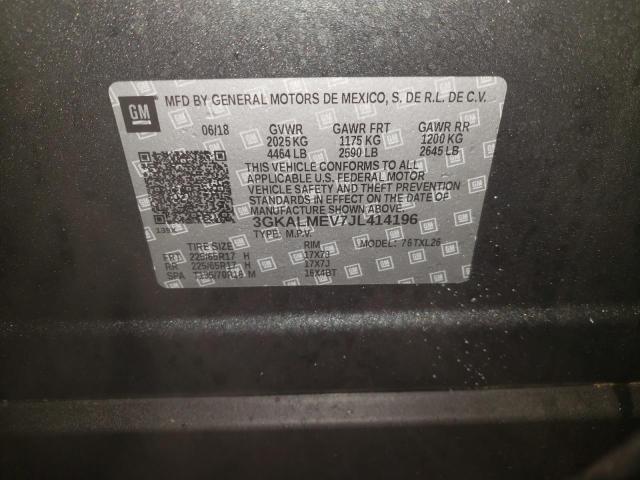 GM
MFD BY GENERAL MOTORS DE MEXICO, S. DE R.L. DE C.V.
06/18 GVWR GAWR FRT GAWR RR
2025 KG 1175 KG 1200 KG
4464 LB 2590 LB 2645 LB
THIS VEHICLE CONFORMS TO ALL
APPLICABLE U.S. FEDERAL MOTOR
VEHICLE SAFETY AND THEFT PREVENTION
STANDARDS IN EFFECT ON THE DATE OF
MANUFACTURE SHOWN ABOVE.
3GKALMEV7JL414196
TYPE: M.P.V. MODEL: 76TXL26
TIRE SIZE RIM
FRT 225/65R17 H 17X7J
RR 225/65R17 H 17X7J
SPA T135/70R16 M 16X4BT